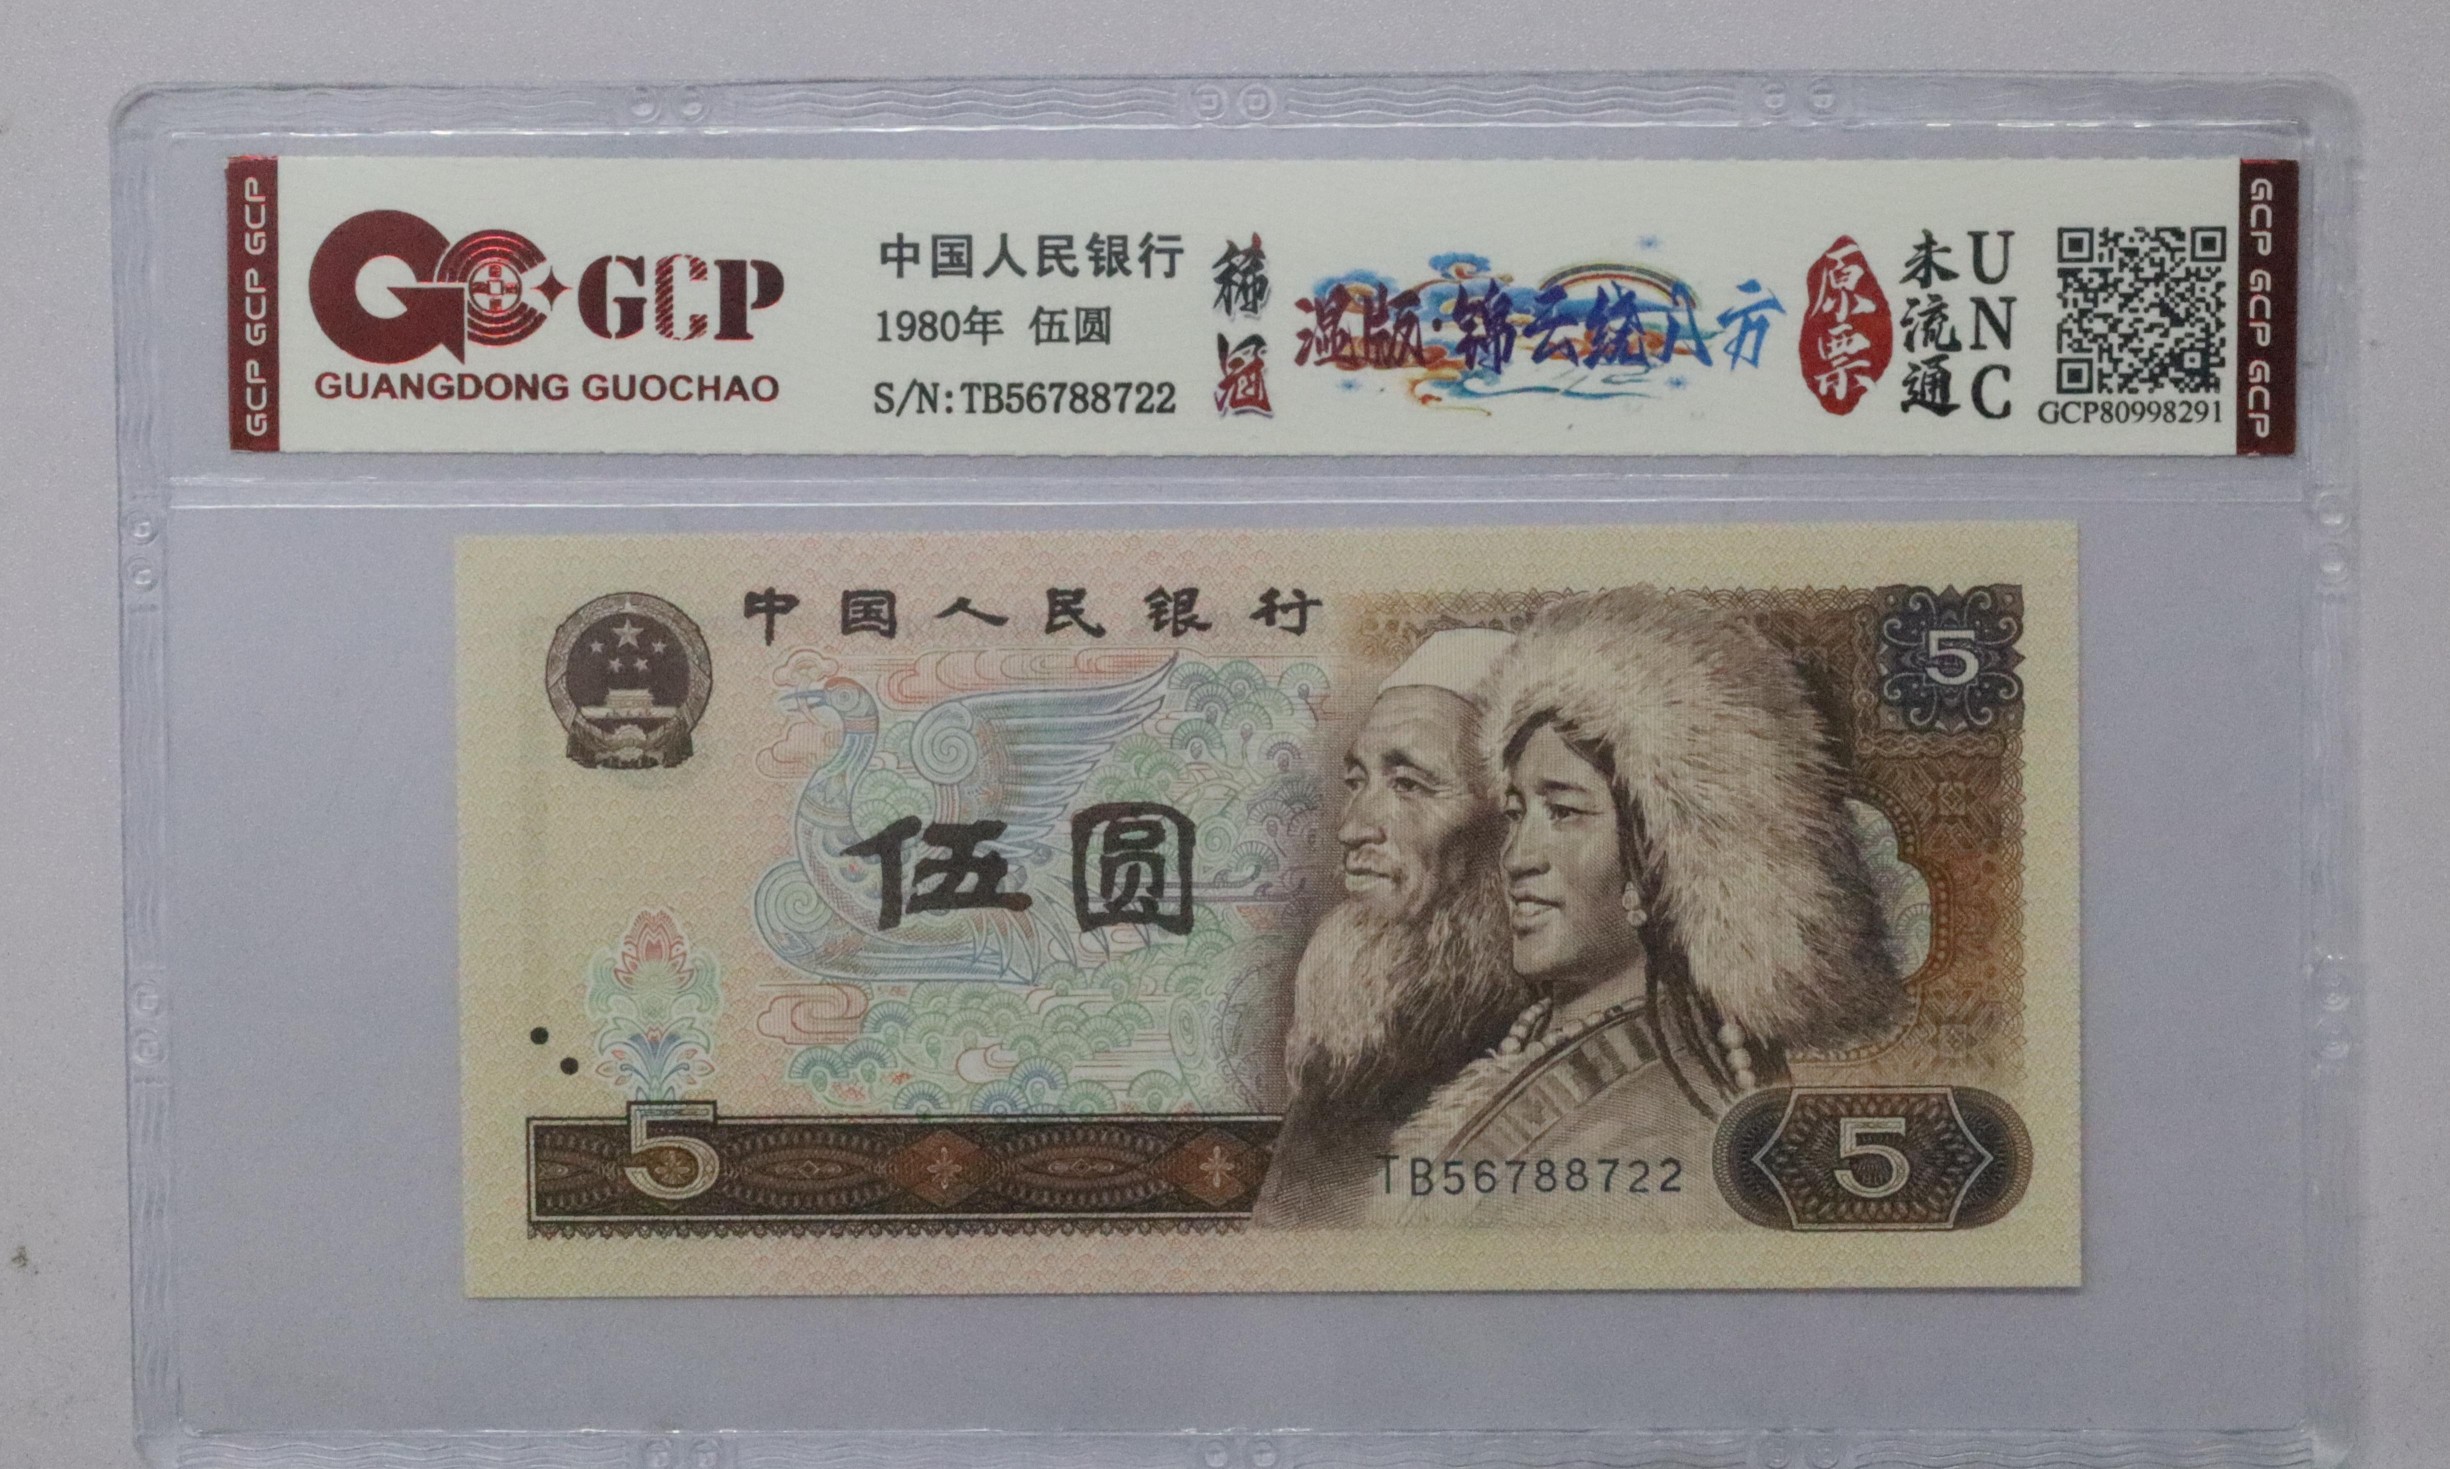 GCP GCP GCP
GCP
GUANGDONG GUOCHAO
中国人民银行
1980年 伍圆
S/N:TB56788722
稀冠
温版·锦云绕八方
原票
未流通
UNC
GCP80998291
GCP GCP GCP
中国人民银行
5
伍圆
5
TB56788722
5